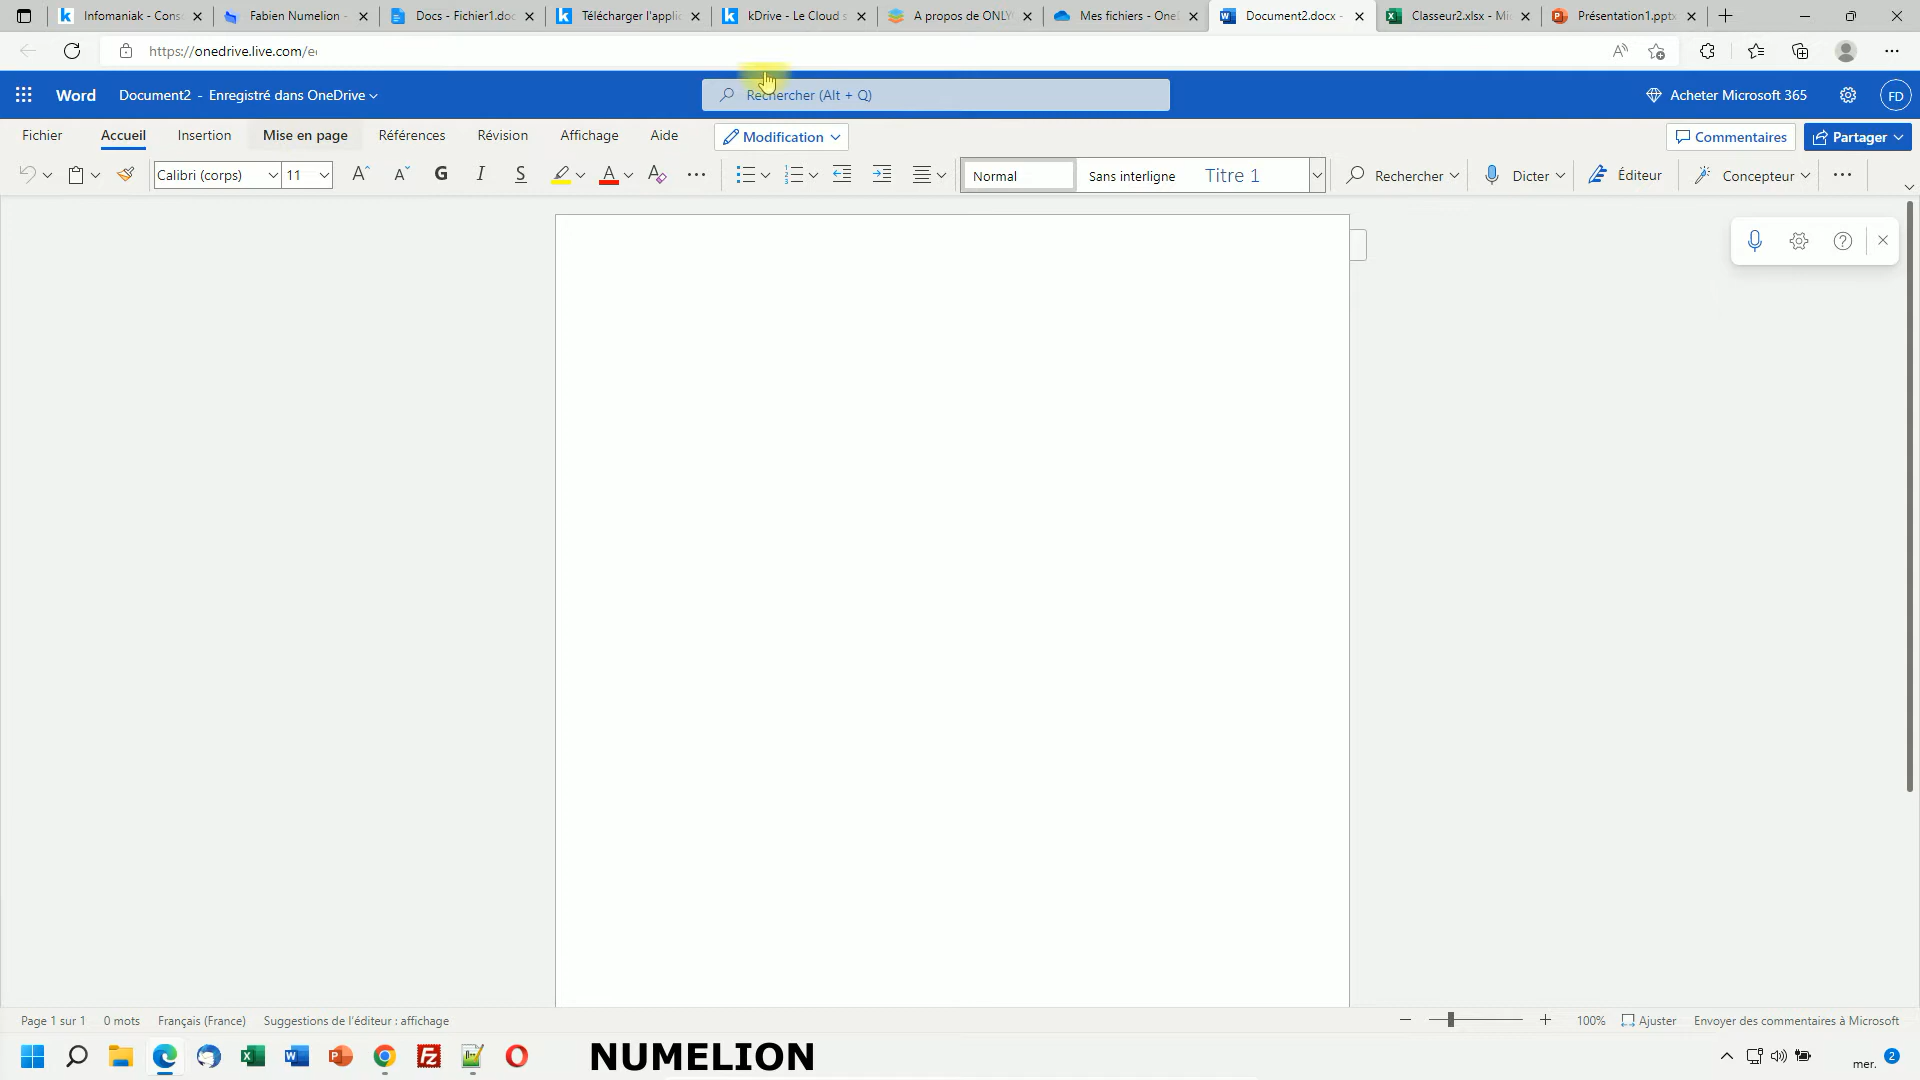 Infomaniak - Cons
Fabien Numelion -
Docs - Fichier1.doc
Télécharger l'applic
kDrive - Le Cloud s
A propos de ONLY
Mes fichiers - One
Document2.docx -
Classeur2.xlsx - Mi
Présentation1.pptx
https://onedrive.live.com/e
Word
Document2 - Enregistré dans OneDrive
Rechercher (Alt + Q)
Acheter Microsoft 365
FD
Fichier
Accueil
Insertion
Mise en page
Références
Révision
Affichage
Aide
Modification
Commentaires
Partager
Calibri (corps)
11
G
I
S
A
Normal
Sans interligne
Titre 1
Rechercher
Dicter
Éditeur
Concepteur
Page 1 sur 1
0 mots
Français (France)
Suggestions de l'éditeur : affichage
100%
Ajuster
Envoyer des commentaires à Microsoft
NUMELION
mer.
2